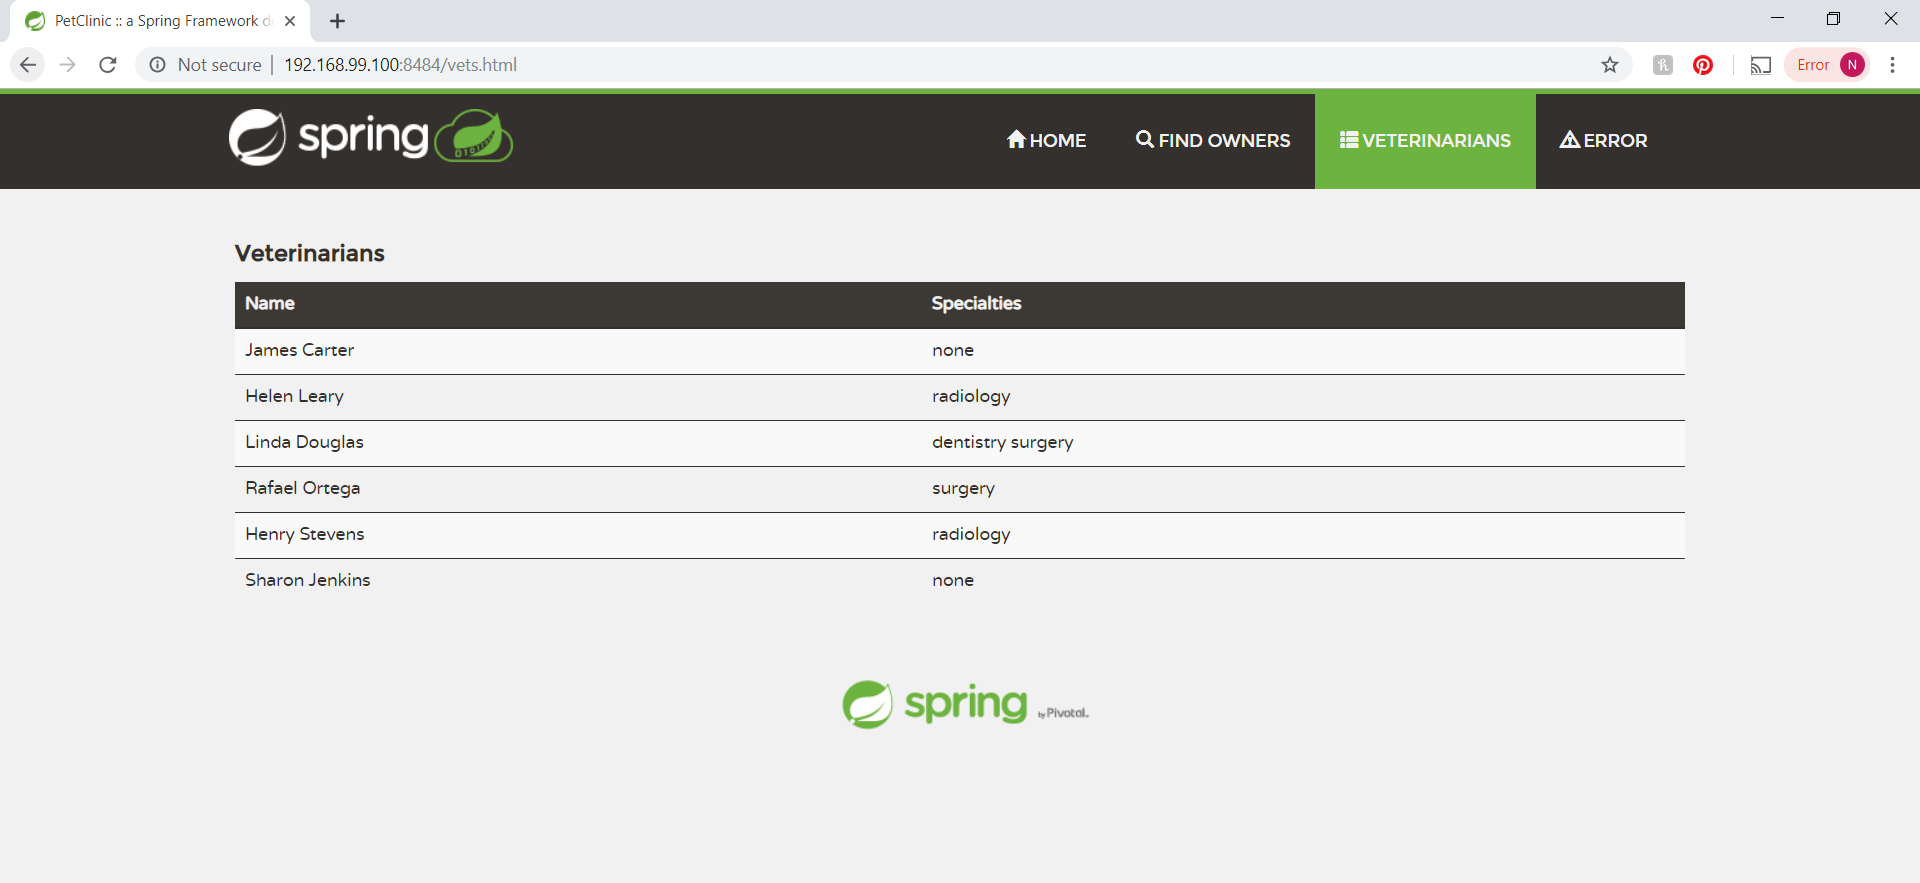 PetClinic :: a Spring Framework d
Not secure | 192.168.99.100:8484/vets.html
Error N
spring
HOME
FIND OWNERS
VETERINARIANS
ERROR
Veterinarians
Name Specialties
James Carter none
Helen Leary radiology
Linda Douglas dentistry surgery
Rafael Ortega surgery
Henry Stevens radiology
Sharon Jenkins none
spring by Pivotal.